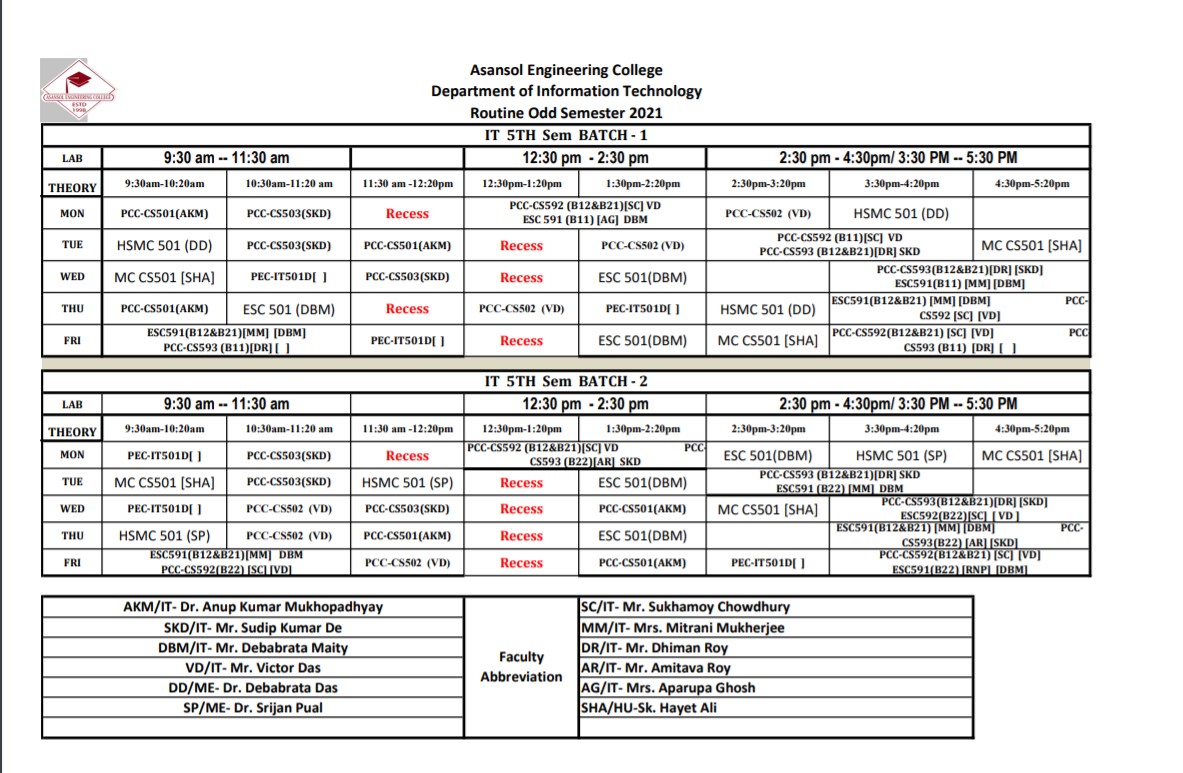 ASANSOL ENGINEERING COLLEGE
ESTD
1998
Asansol Engineering College
Department of Information Technology
Routine Odd Semester 2021
IT 5TH Sem BATCH - 1
LAB 9:30 am -- 11:30 am 12:30 pm - 2:30 pm 2:30 pm - 4:30pm/ 3:30 PM -- 5:30 PM
THEORY 9:30am-10:20am 10:30am-11:20 am 11:30 am -12:20pm 12:30pm-1:20pm 1:30pm-2:20pm 2:30pm-3:20pm 3:30pm-4:20pm 4:30pm-5:20pm
MON PCC-CS501(AKM) PCC-CS503(SKD) Recess PCC-CS592 (B12&B21)[SC] VD
ESC 591 (B11) [AG] DBM PCC-CS502 (VD) HSMC 501 (DD)
TUE HSMC 501 (DD) PCC-CS503(SKD) PCC-CS501(AKM) Recess PCC-CS502 (VD) PCC-CS592 (B11)[SC] VD
PCC-CS593 (B12&B21)[DR] SKD MC CS501 [SHA]
WED MC CS501 [SHA] PEC-IT501D[ ] PCC-CS503(SKD) Recess ESC 501(DBM) PCC-CS593(B12&B21)[DR] [SKD]
ESC591(B11) [MM] [DBM]
THU PCC-CS501(AKM) ESC 501 (DBM) Recess PCC-CS502 (VD) PEC-IT501D[ ] HSMC 501 (DD) ESC591(B12&B21) [MM] [DBM] PCC-
CS592 [SC] [VD]
FRI ESC591(B12&B21)[MM] [DBM]
PCC-CS593 (B11)[DR] [ ] PEC-IT501D[ ] Recess ESC 501(DBM) MC CS501 [SHA] PCC-CS592(B12&B21) [SC] [VD] PCC
CS593 (B11) [DR] [ ]
IT 5TH Sem BATCH - 2
LAB 9:30 am -- 11:30 am 12:30 pm - 2:30 pm 2:30 pm - 4:30pm/ 3:30 PM -- 5:30 PM
THEORY 9:30am-10:20am 10:30am-11:20 am 11:30 am -12:20pm 12:30pm-1:20pm 1:30pm-2:20pm 2:30pm-3:20pm 3:30pm-4:20pm 4:30pm-5:20pm
MON PEC-IT501D[ ] PCC-CS503(SKD) Recess PCC-CS592 (B12&B21)[SC] VD PCC-
CS593 (B22)[AR] SKD ESC 501(DBM) HSMC 501 (SP) MC CS501 [SHA]
TUE MC CS501 [SHA] PCC-CS503(SKD) HSMC 501 (SP) Recess ESC 501(DBM) PCC-CS593 (B12&B21)[DR] SKD
ESC591 (B22) [MM] DBM
WED PEC-IT501D[ ] PCC-CS502 (VD) PCC-CS503(SKD) Recess PCC-CS501(AKM) MC CS501 [SHA] PCC-CS593(B12&B21)[DR] [SKD]
ESC592(B22)[SC] [ VD ]
THU HSMC 501 (SP) PCC-CS502 (VD) PCC-CS501(AKM) Recess ESC 501(DBM) ESC591(B12&B21) [MM] [DBM] PCC-
CS593(B22) [AR] [SKD]
FRI ESC591(B12&B21)[MM] DBM
PCC-CS592(B22) [SC] [VD] PCC-CS502 (VD) Recess PCC-CS501(AKM) PEC-IT501D[ ] PCC-CS592(B12&B21) [SC] [VD]
ESC591(B22) [RNP] [DBM]
AKM/IT- Dr. Anup Kumar Mukhopadhyay
SKD/IT- Mr. Sudip Kumar De
DBM/IT- Mr. Debabrata Maity
VD/IT- Mr. Victor Das
DD/ME- Dr. Debabrata Das
SP/ME- Dr. Srijan Pual
Faculty
Abbreviation
SC/IT- Mr. Sukhamoy Chowdhury
MM/IT- Mrs. Mitrani Mukherjee
DR/IT- Mr. Dhiman Roy
AR/IT- Mr. Amitava Roy
AG/IT- Mrs. Aparupa Ghosh
SHA/HU-Sk. Hayet Ali